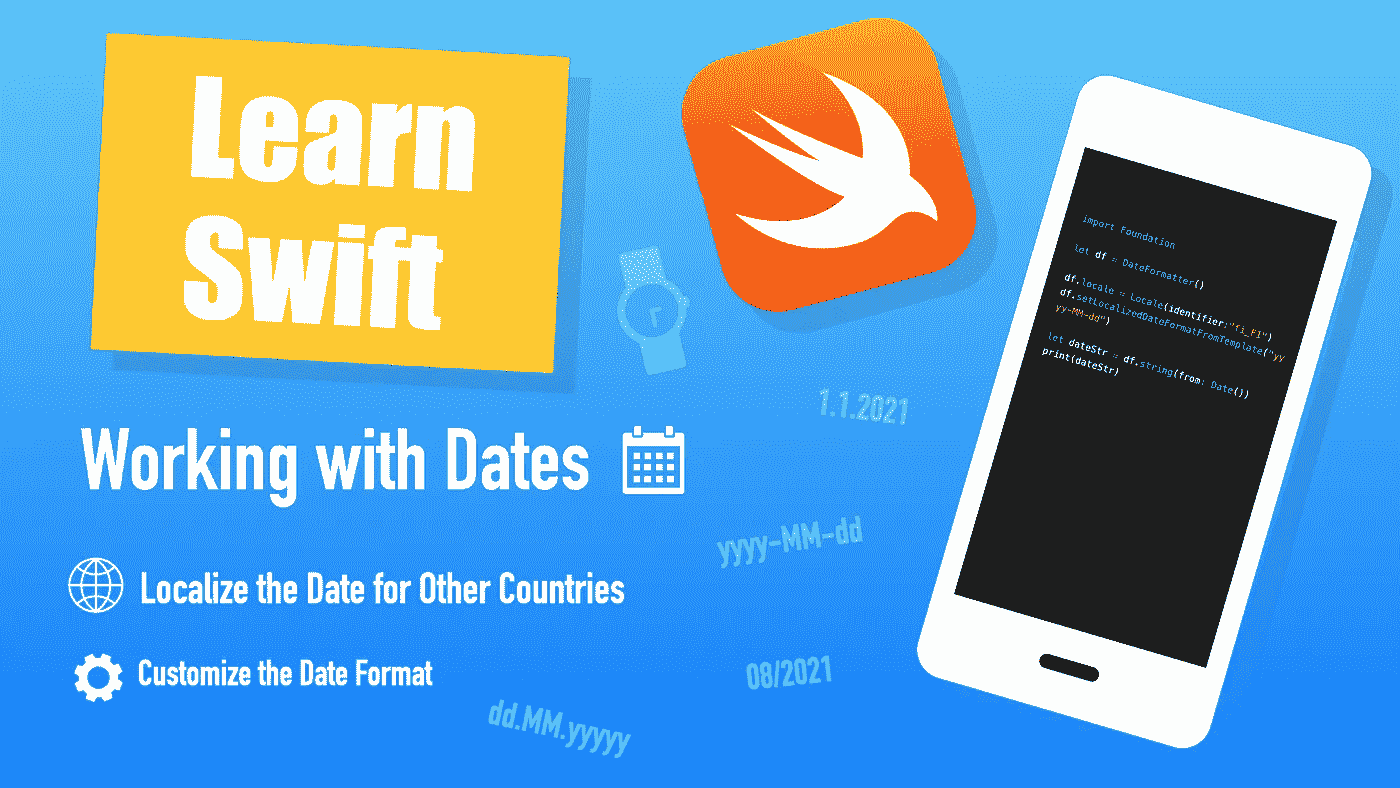 Learn
Swift
Working with Dates
Localize the Date for Other Countries
Customize the Date Format
1.1.2021
yyyy-MM-dd
08/2021
dd.MM.yyyyy
import Foundation
let df = DateFormatter()
df.locale = Locale(identifier:"fi_FI")
df.setLocalizedDateFormatFromTemplate("yy
yy-MM-dd")
let dateStr = df.string(from: Date())
print(dateStr)